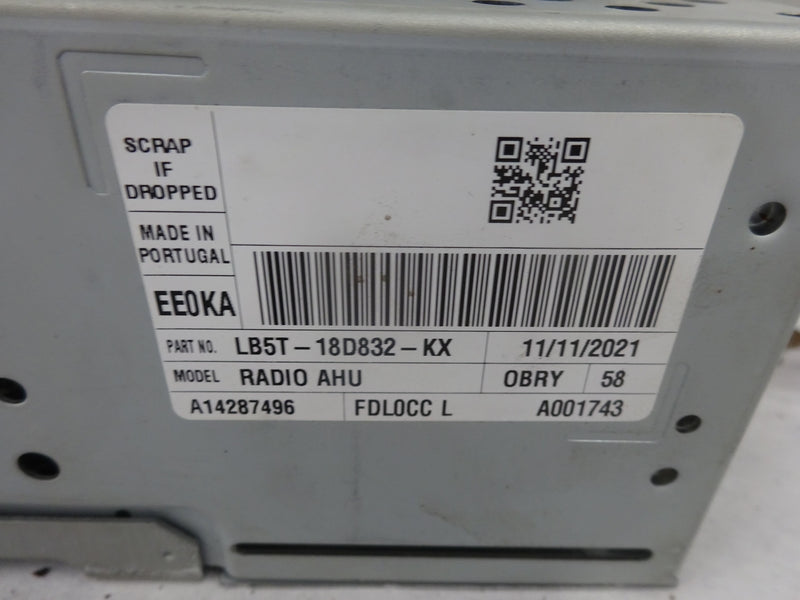 SCRAP
IF
DROPPED
MADE IN
PORTUGAL
EE0KA
PART NO. LB5T-18D832-KX 11/11/2021
MODEL RADIO AHU OBRY 58
A14287496 FDL0CC L A001743